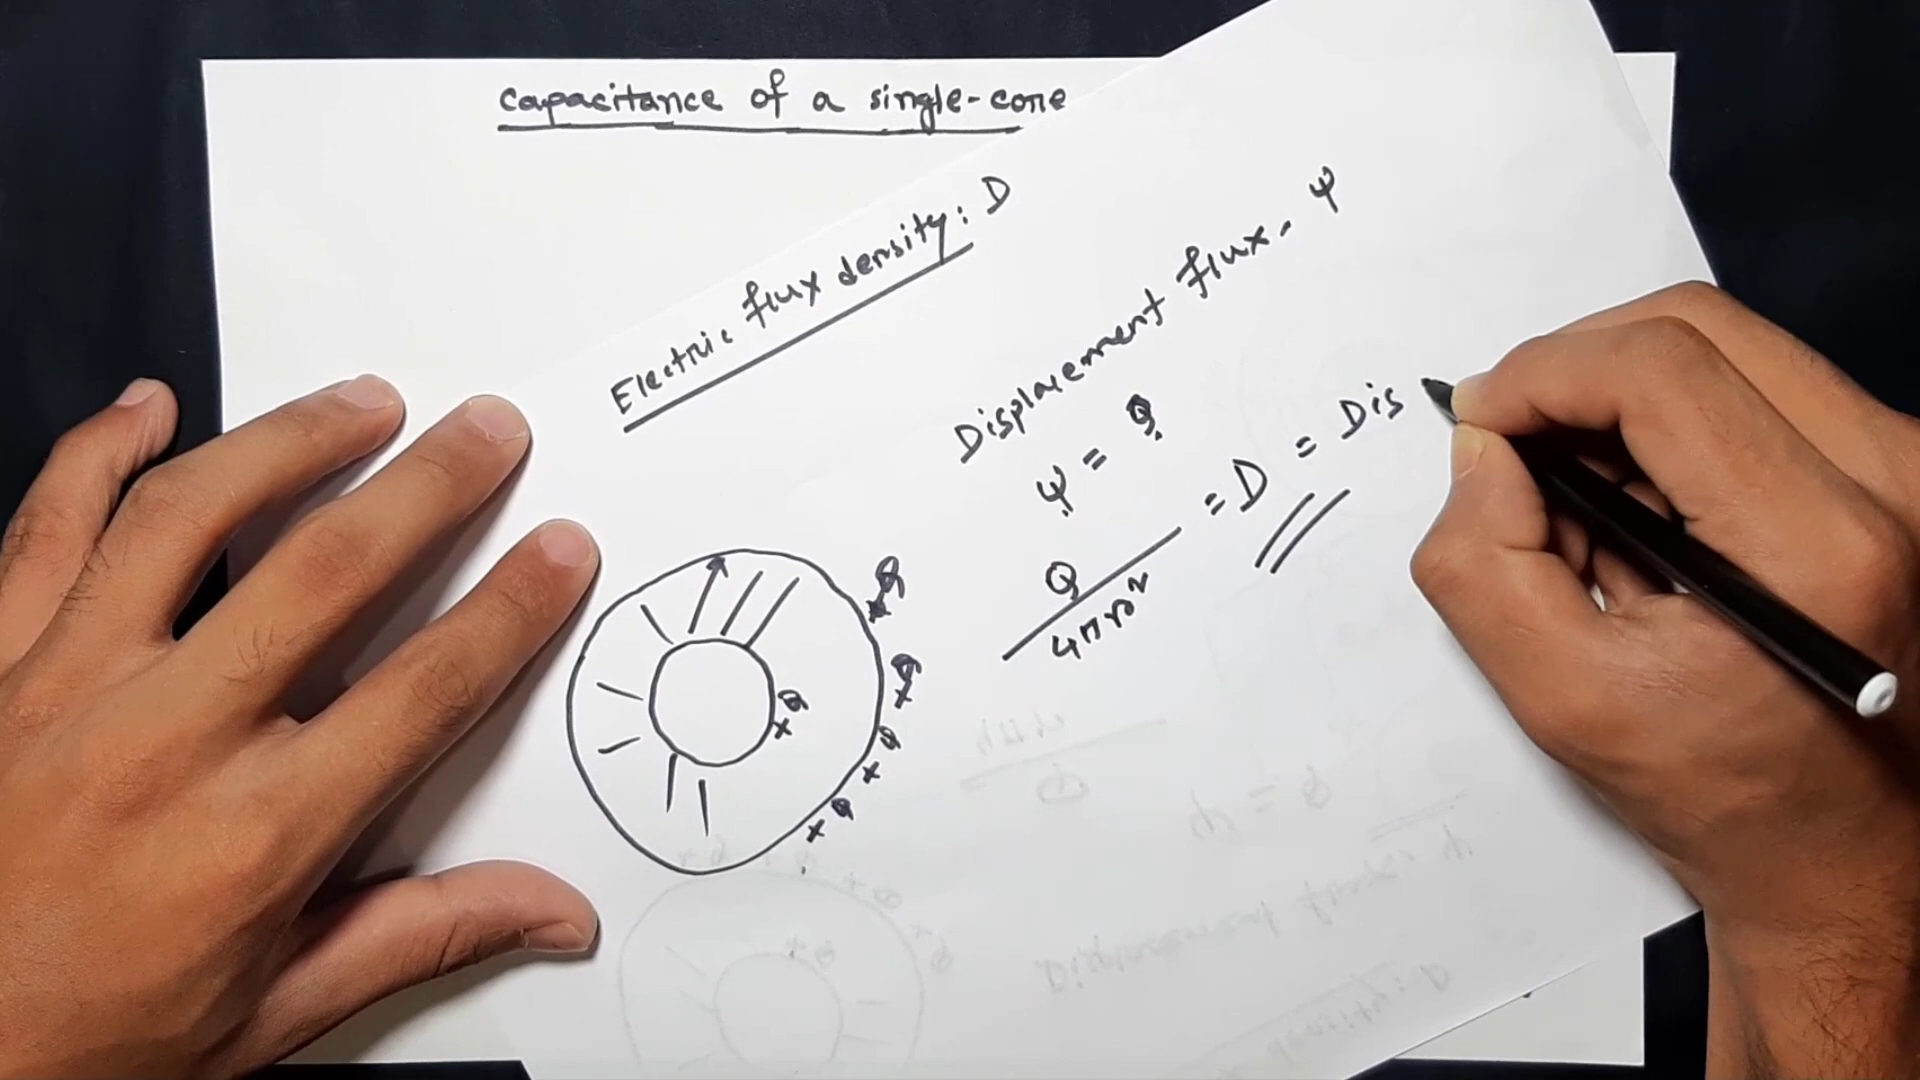 Capacitance of a single-core
Electric flux density: D
Displacement flux - ψ
ψ = Q
Q / 4πr² = D = Dis
Q
Q
Q
Q
Q